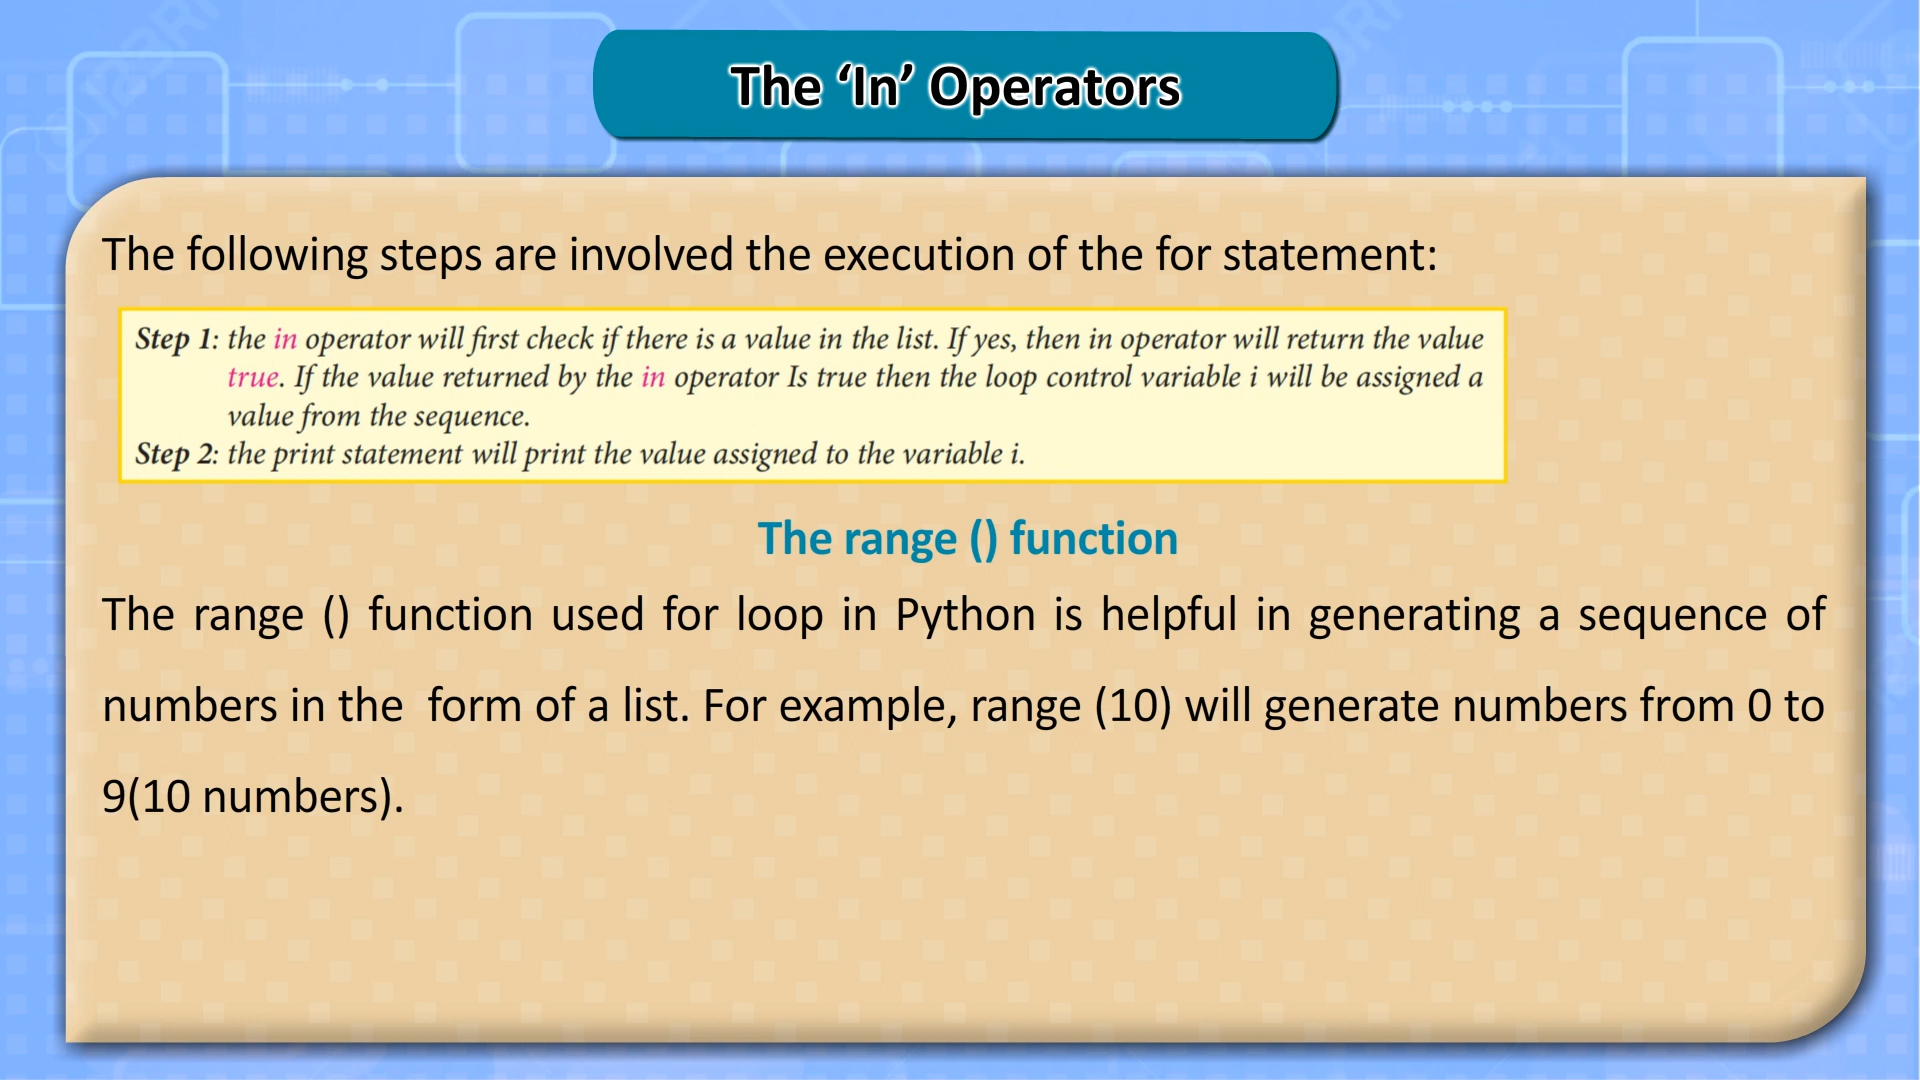 The ‘In’ Operators
The following steps are involved the execution of the for statement:
Step 1: the in operator will first check if there is a value in the list. If yes, then in operator will return the value
true. If the value returned by the in operator Is true then the loop control variable i will be assigned a
value from the sequence.
Step 2: the print statement will print the value assigned to the variable i.
The range () function
The range () function used for loop in Python is helpful in generating a sequence of
numbers in the  form of a list. For example, range (10) will generate numbers from 0 to
9(10 numbers).